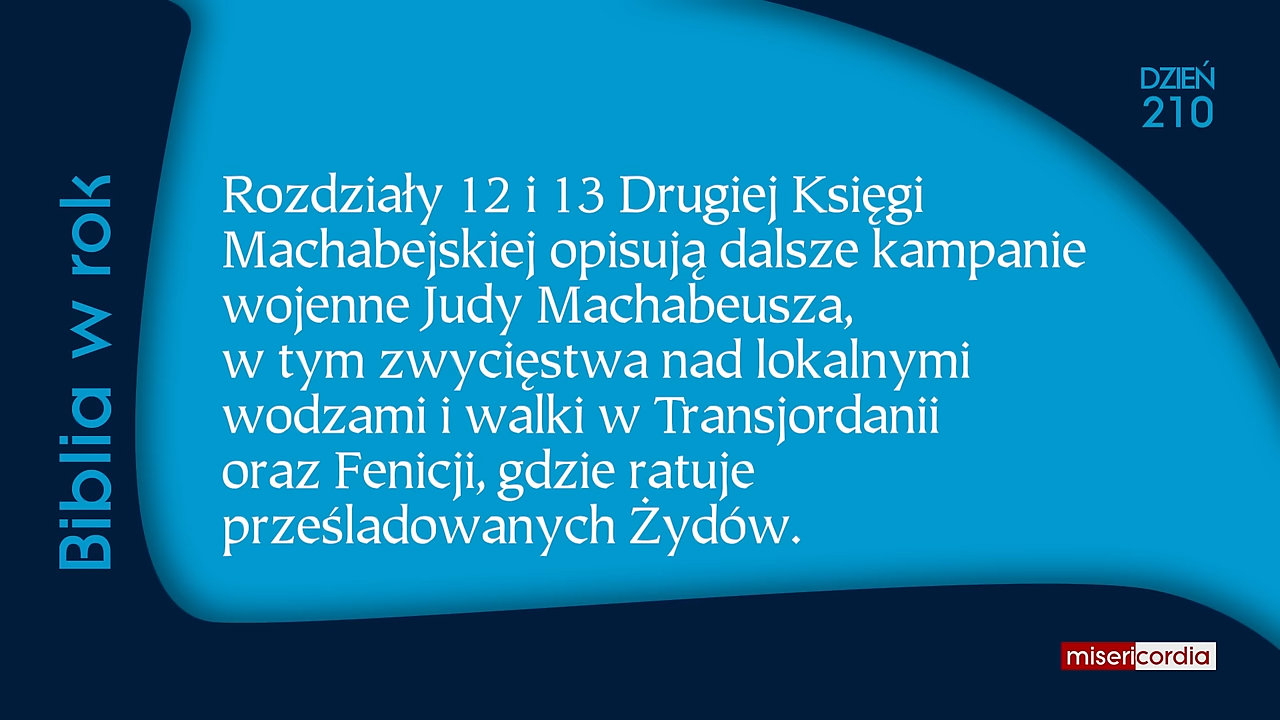 Biblia w rok
DZIEŃ
210
Rozdziały 12 i 13 Drugiej Księgi
Machabejskiej opisują dalsze kampanie
wojenne Judy Machabeusza,
w tym zwycięstwa nad lokalnymi
wodzami i walki w Transjordanii
oraz Fenicji, gdzie ratuje
prześladowanych Żydów.
misericordia